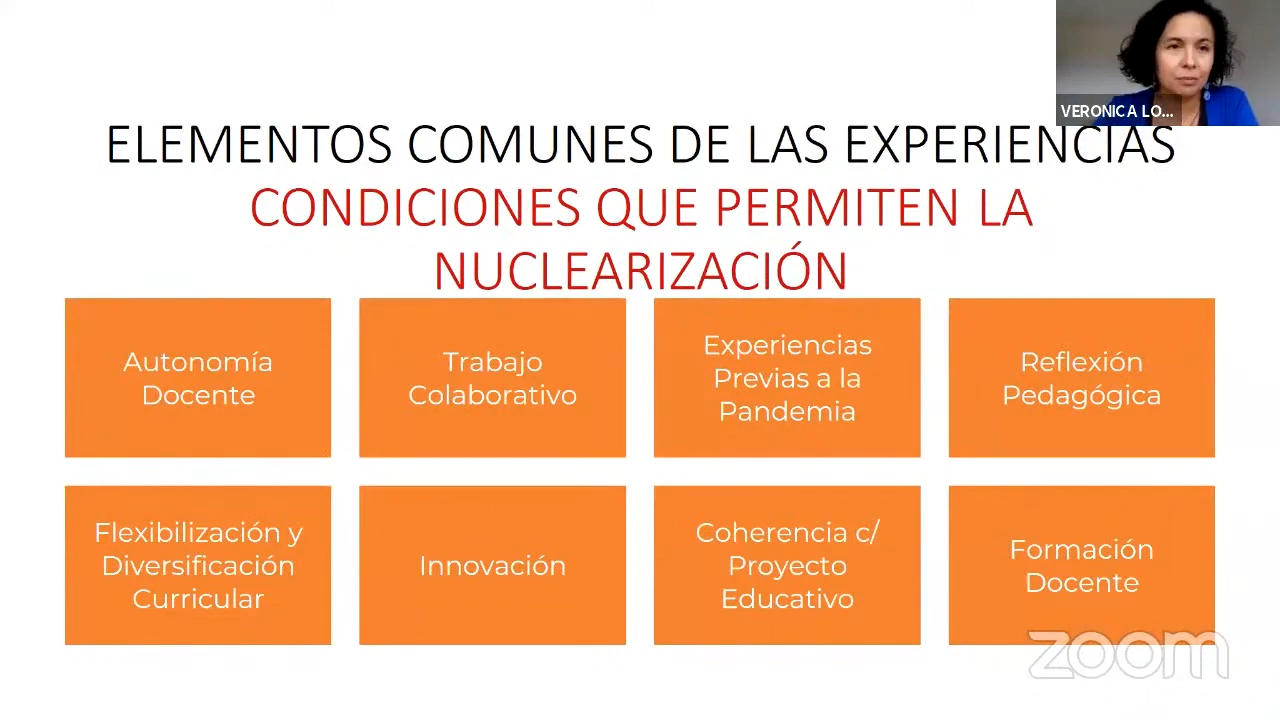 VERONICA LO...
ELEMENTOS COMUNES DE LAS EXPERIENCIAS
CONDICIONES QUE PERMITEN LA
NUCLEARIZACIÓN
Autonomía
Docente
Trabajo
Colaborativo
Experiencias
Previas a la
Pandemia
Reflexión
Pedagógica
Flexibilización y
Diversificación
Curricular
Innovación
Coherencia c/
Proyecto
Educativo
Formación
Docente
zoom